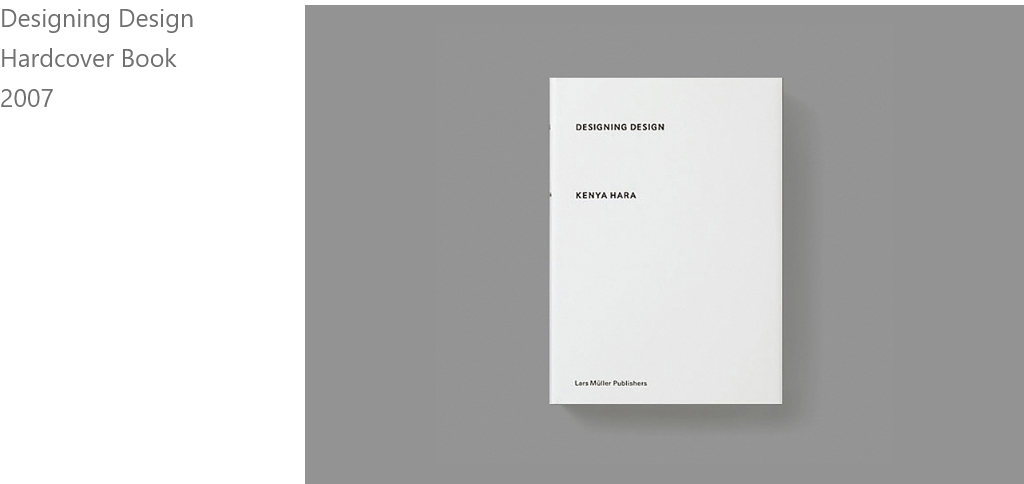 Designing Design
Hardcover Book
2007
DESIGNING DESIGN
KENYA HARA
Lars Müller Publishers